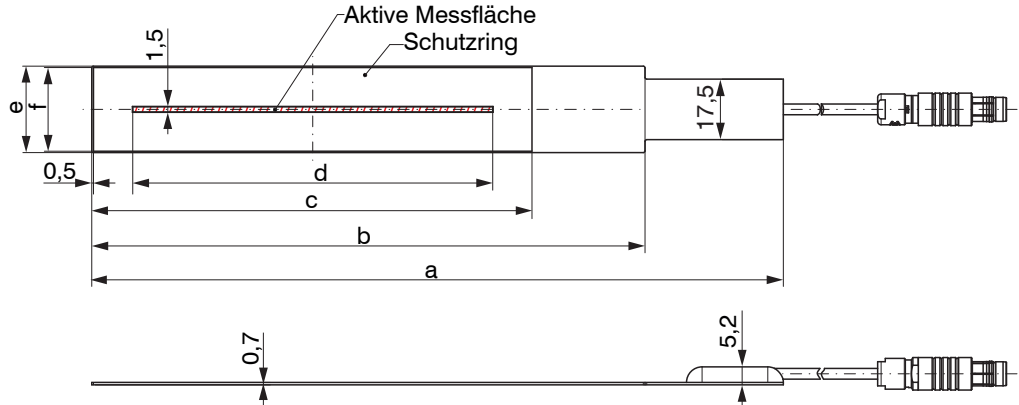 Aktive Messfläche
Schutzring
1,5
e
f
17,5
0,5
d
c
b
a
0,7
5,2